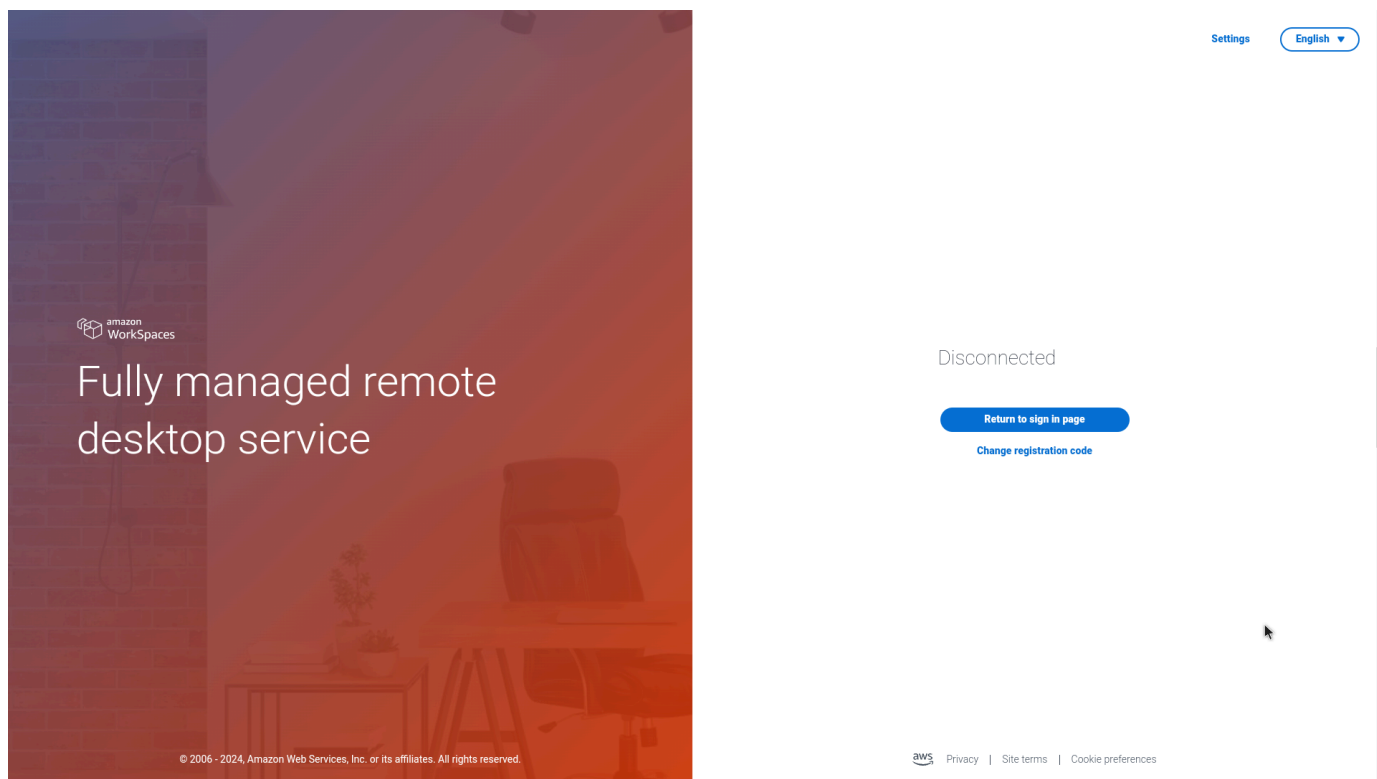 Settings
English
amazon
WorkSpaces
Fully managed remote
desktop service
Disconnected
Return to sign in page
Change registration code
© 2006 - 2024, Amazon Web Services, Inc. or its affiliates. All rights reserved.
aws Privacy | Site terms | Cookie preferences